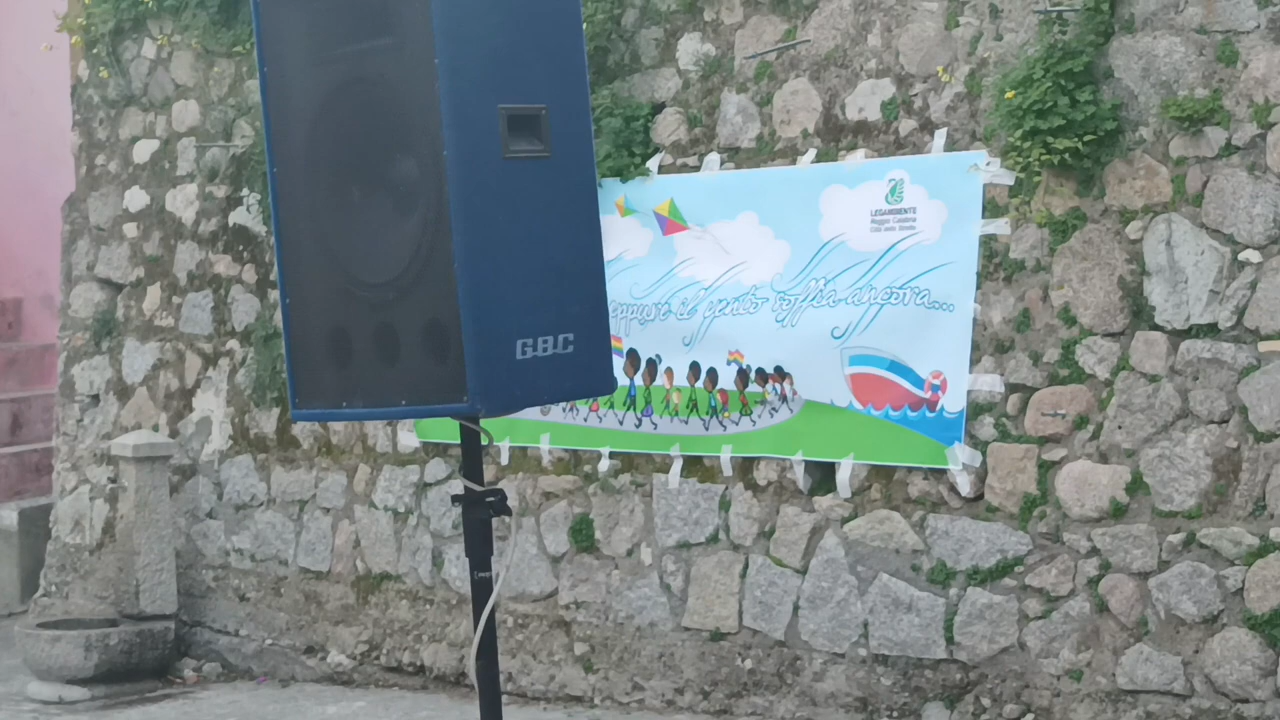 LEGAMBIENTE
Reggio Calabria
Città dello Stretto
eppure il vento soffia ancora...
GBC